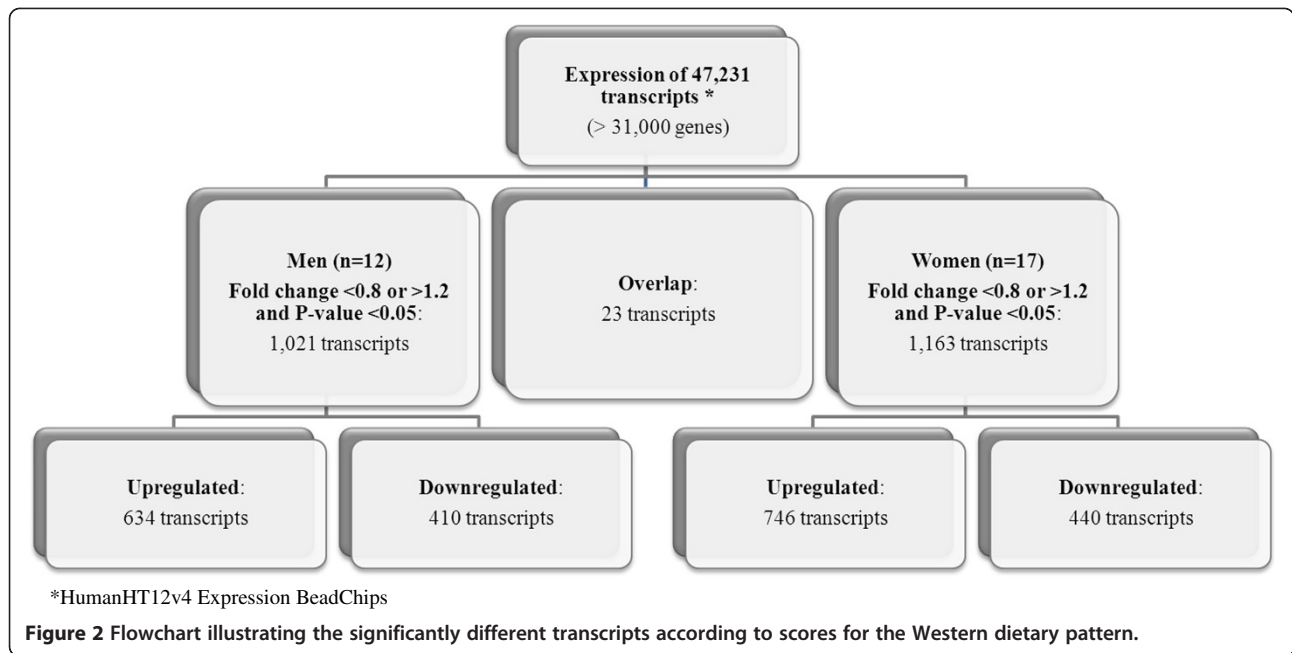 Expression of 47,231
transcripts *
(> 31,000 genes)
Men (n=12)
Fold change <0.8 or >1.2
and P-value <0.05:
1,021 transcripts
Overlap:
23 transcripts
Women (n=17)
Fold change <0.8 or >1.2
and P-value <0.05:
1,163 transcripts
Upregulated:
634 transcripts
Downregulated:
410 transcripts
Upregulated:
746 transcripts
Downregulated:
440 transcripts
*HumanHT12v4 Expression BeadChips
Figure 2 Flowchart illustrating the significantly different transcripts according to scores for the Western dietary pattern.